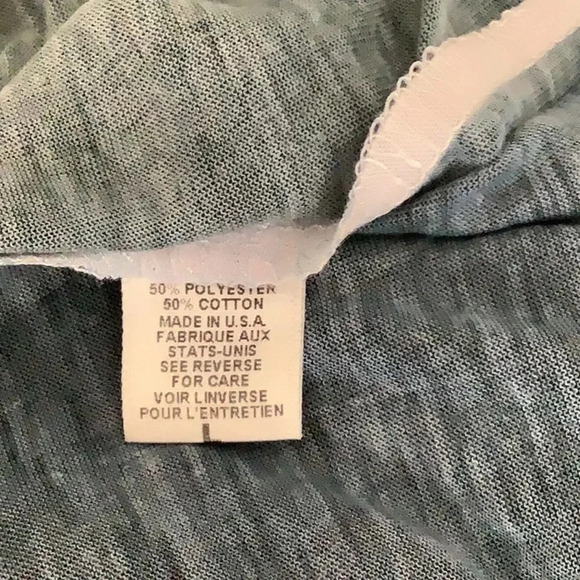 50% POLYESTER
50% COTTON
MADE IN U.S.A.
FABRIQUE AUX
STATS-UNIS
SEE REVERSE
FOR CARE
VOIR LINVERSE
POUR L'ENTRETIEN
L